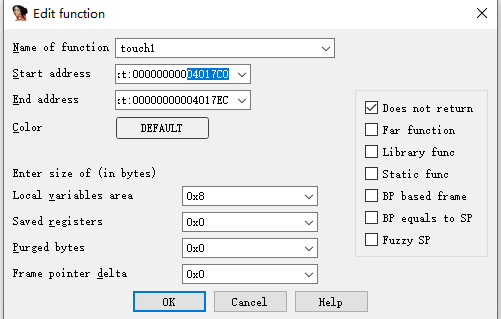 Edit function
Name of function touch1
Start address :t:00000000004017C0
End address :t:00000000004017EC
Color DEFAULT
Enter size of (in bytes)
Local variables area 0x8
Saved registers 0x0
Purged bytes 0x0
Frame pointer delta 0x0
Does not return
Far function
Library func
Static func
BP based frame
BP equals to SP
Fuzzy SP
OK Cancel Help